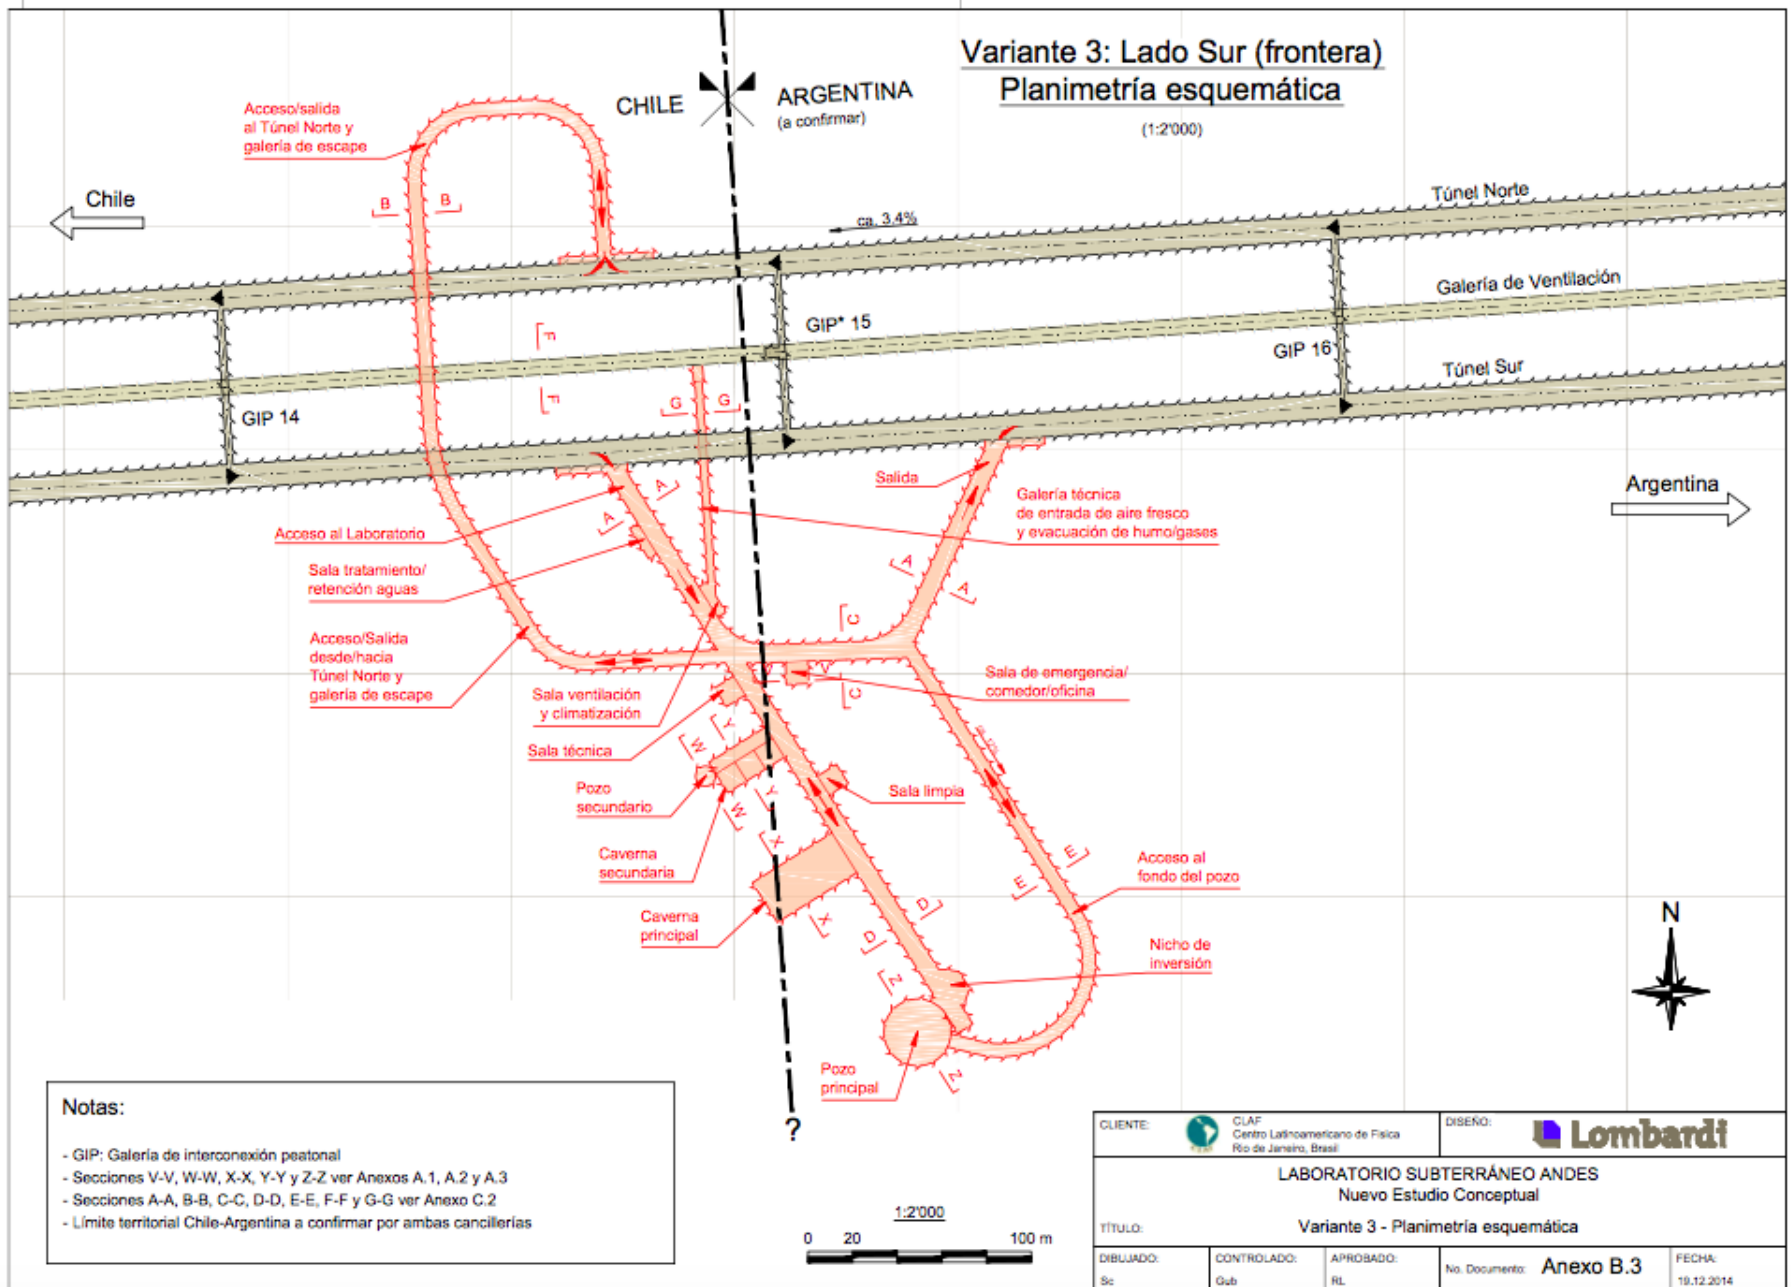 Variante 3: Lado Sur (frontera)
Planimetría esquemática
(1:2'000)
CHILE
ARGENTINA
(a confirmar)
Acceso/salida
al Túnel Norte y
galería de escape
Chile
B
B
ca. 3.4%
Túnel Norte
Galería de Ventilación
Túnel Sur
GIP* 15
GIP 16
GIP 14
F
F
G
G
Argentina
Salida
Galería técnica
de entrada de aire fresco
y evacuación de humo/gases
A
A
Acceso al Laboratorio
Sala tratamiento/
retención aguas
A
A
C
C
Acceso/Salida
desde/hacia
Túnel Norte y
galería de escape
Sala ventilación
y climatización
V
Sala de emergencia/
comedor/oficina
Sala técnica
Y
W
Pozo
secundario
Y
W
Sala limpia
X
Caverna
secundaria
E
E
Acceso al
fondo del pozo
Caverna
principal
X
D
D
Z
Nicho de
inversión
Pozo
principal
Z
N
?
Notas:
- GIP: Galería de interconexión peatonal
- Secciones V-V, W-W, X-X, Y-Y y Z-Z ver Anexos A.1, A.2 y A.3
- Secciones A-A, B-B, C-C, D-D, E-E, F-F y G-G ver Anexo C.2
- Límite territorial Chile-Argentina a confirmar por ambas cancillerías
1:2'000
0 20 100 m
CLIENTE:
CLAF
Centro Latinoamericano de Física
Rio de Janeiro, Brasil
DISEÑO:
Lombardi
LABORATORIO SUBTERRÁNEO ANDES
Nuevo Estudio Conceptual
TÍTULO:
Variante 3 - Planimetría esquemática
DIBUJADO:
Sc
CONTROLADO:
Gub
APROBADO:
RL
No. Documento: Anexo B.3
FECHA:
19.12.2014